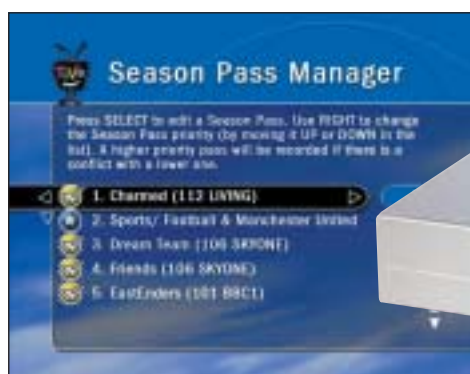 TiVo
Season Pass Manager
Press SELECT to edit a Season Pass. Use RIGHT to change
the Season Pass priority (by moving it UP or DOWN in the
list). A higher priority pass will be recorded if there is a
conflict with a lower one.
1. Charmed (112 LIVING)
2. Sports/ Football & Manchester United
3. Dream Team (106 SKYONE)
4. Friends (106 SKYONE)
5. EastEnders (101 BBC1)